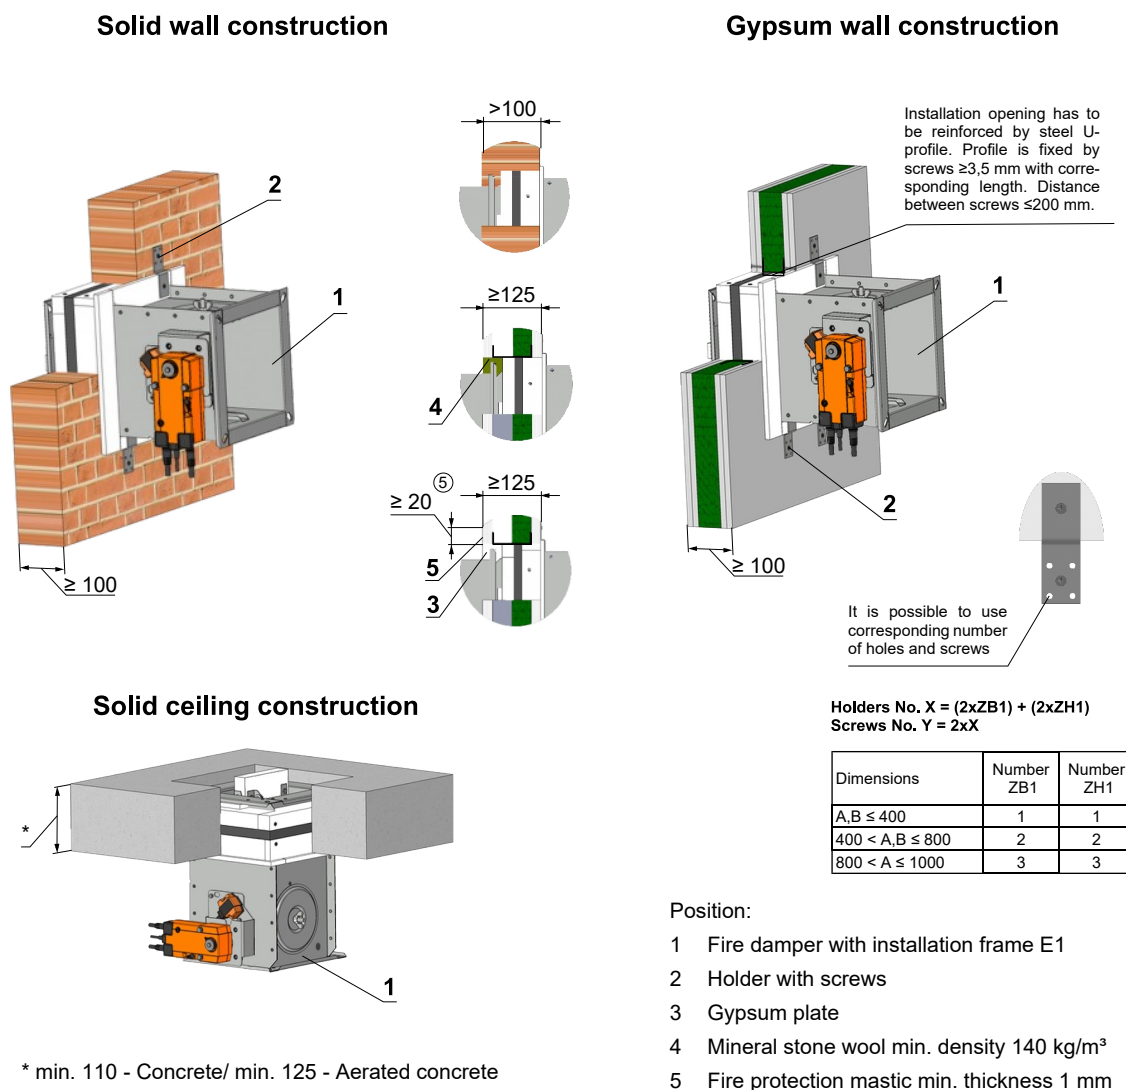 Solid wall construction
Gypsum wall construction
>100
2
1
≥ 100
≥125
4
⑤
≥125
≥ 20
5
3
Installation opening has to
be reinforced by steel U-
profile. Profile is fixed by
screws ≥3,5 mm with corre-
sponding length. Distance
between screws ≤200 mm.
1
2
≥ 100
It is possible to use
corresponding number
of holes and screws
Solid ceiling construction
*
1
* min. 110 - Concrete/ min. 125 - Aerated concrete
Holders No. X = (2xZB1) + (2xZH1)
Screws No. Y = 2xX
Dimensions Number ZB1 Number ZH1
A,B ≤ 400 1 1
400 < A,B ≤ 800 2 2
800 < A ≤ 1000 3 3
Position:
1 Fire damper with installation frame E1
2 Holder with screws
3 Gypsum plate
4 Mineral stone wool min. density 140 kg/m³
5 Fire protection mastic min. thickness 1 mm